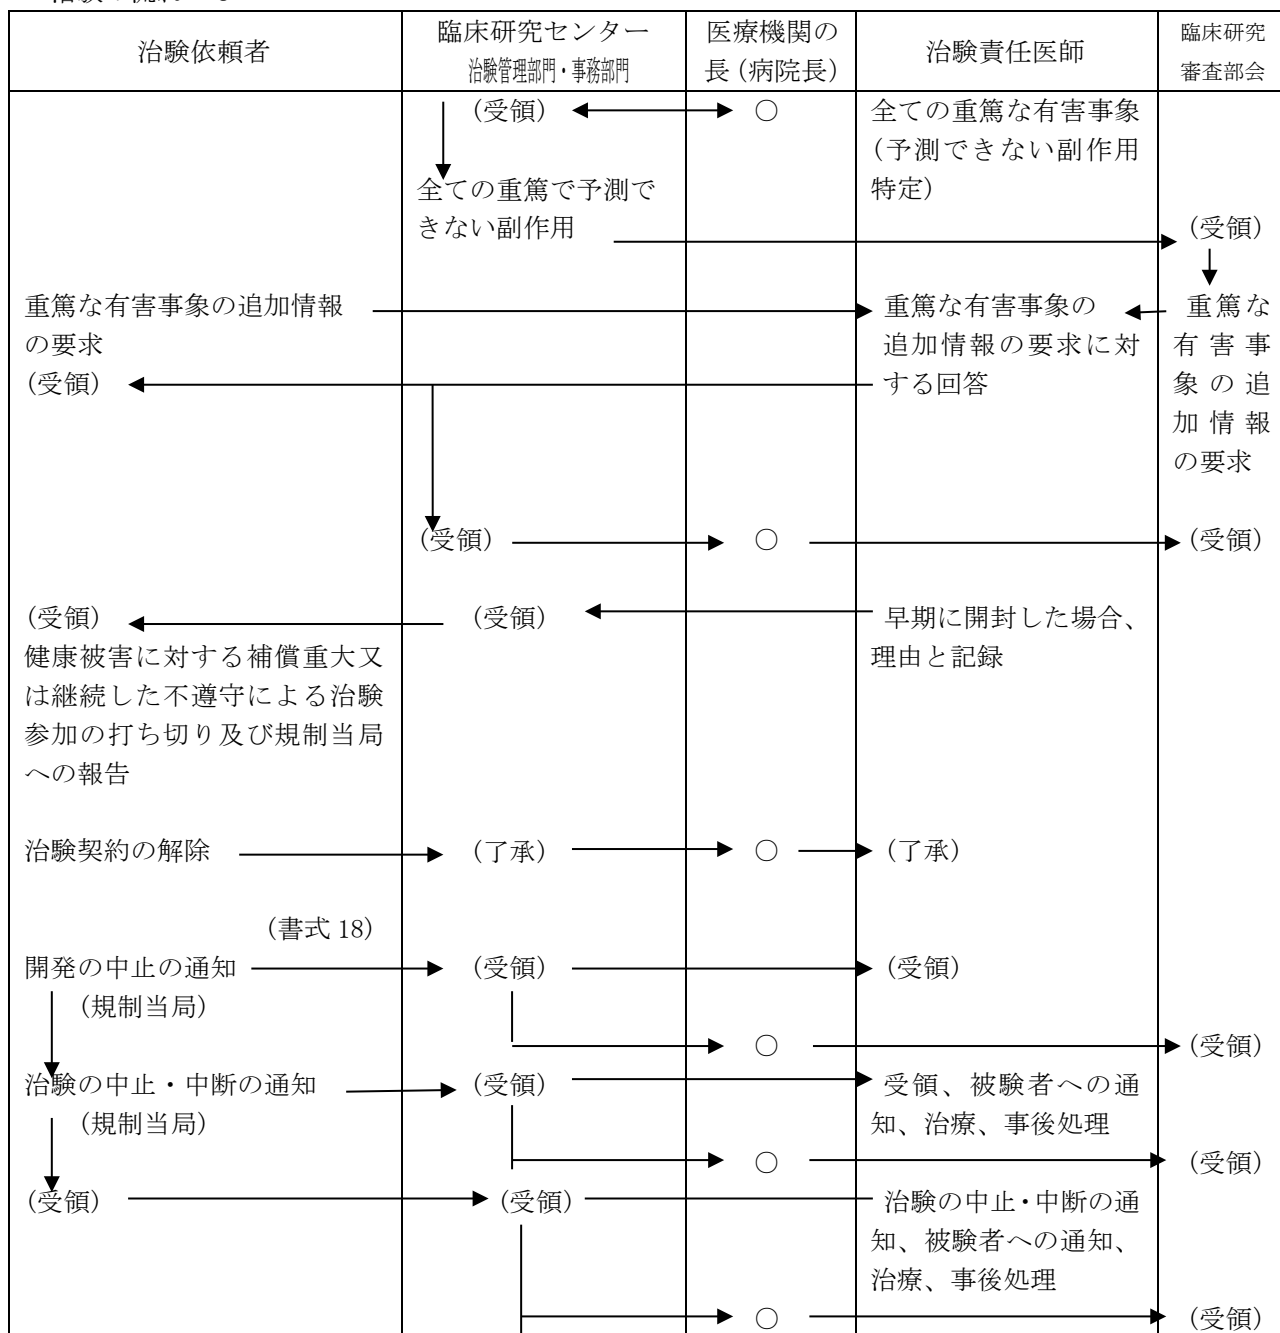 治験依頼者
臨床研究センター
治験管理部門・事務部門
医療機関の
長（病院長）
治験責任医師
臨床研究
審査部会
（受領）
○
全ての重篤な有害事象
（予測できない副作用
特定）
全ての重篤で予測で
きない副作用
（受領）
重篤な有害事象の追加情報
の要求
（受領）
重篤な有害事象の
追加情報の要求に対
する回答
重篤な
有害事
象の追
加情報
の要求
（受領）
○
（受領）
（受領）
（受領）
早期に開封した場合、
理由と記録
健康被害に対する補償重大又
は継続した不遵守による治験
参加の打ち切り及び規制当局
への報告
治験契約の解除
（了承）
○
（了承）
（書式 18）
開発の中止の通知
（規制当局）
（受領）
（受領）
○
（受領）
治験の中止・中断の通知
（規制当局）
（受領）
受領、被験者への通
知、治療、事後処理
○
（受領）
（受領）
（受領）
治験の中止・中断の通
知、被験者への通知、
治療、事後処理
○
（受領）